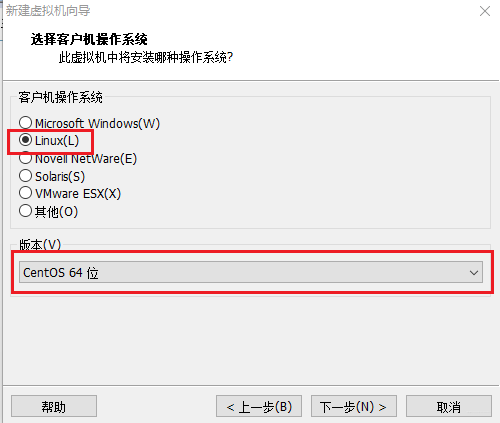 新建虚拟机向导
选择客户机操作系统
此虚拟机中将安装哪种操作系统?
客户机操作系统
Microsoft Windows(W)
Linux(L)
Novell NetWare(E)
Solaris(S)
VMware ESX(X)
其他(O)
版本(V)
CentOS 64 位
帮助
< 上一步(B)
下一步(N) >
取消